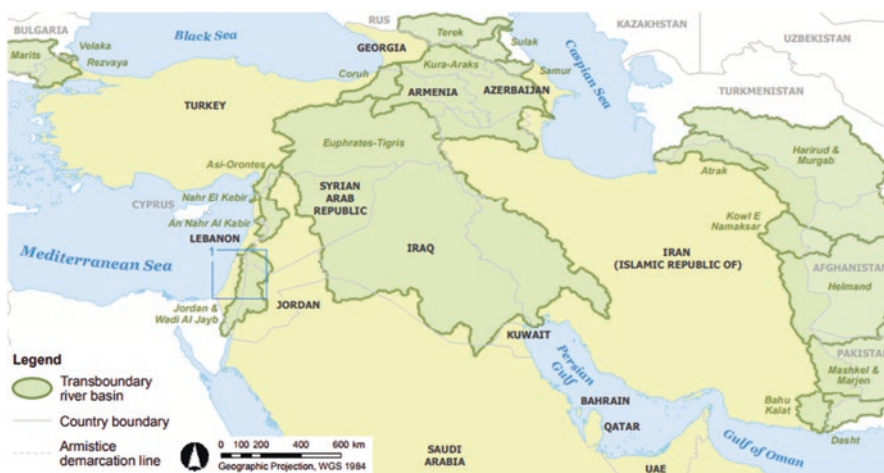 BULGARIA
Black Sea
RUS
KAZAKHSTAN
UZBEKISTAN
Marits
Velaka
Rezvaya
GEORGIA
Terek
Sulak
Caspian Sea
Coruh
Kura-Araks
Samur
TURKEY
ARMENIA
AZERBAIJAN
TURKMENISTAN
Euphrates-Tigris
Harirud &
Murgab
Asi-Orontes
Atrak
Nahr El Kebir
SYRIAN
ARAB
REPUBLIC
CYPRUS
An Nahr Al Kabir
Kowl E
Namaksar
LEBANON
Mediterranean Sea
1
IRAQ
IRAN
(ISLAMIC REPUBLIC OF)
AFGHANISTAN
Helmand
Jordan &
Wadi Al Jayb
JORDAN
KUWAIT
Persian
Gulf
PAKISTAN
Mashkel &
Marjen
Legend
Transboundary
river basin
Country boundary
Armistice
demarcation line
BAHRAIN
QATAR
Bahu
Kalat
Dasht
Gulf of Oman
0 100 200 400 600 km
Geographic Projection, WGS 1984
SAUDI
ARABIA
UAE